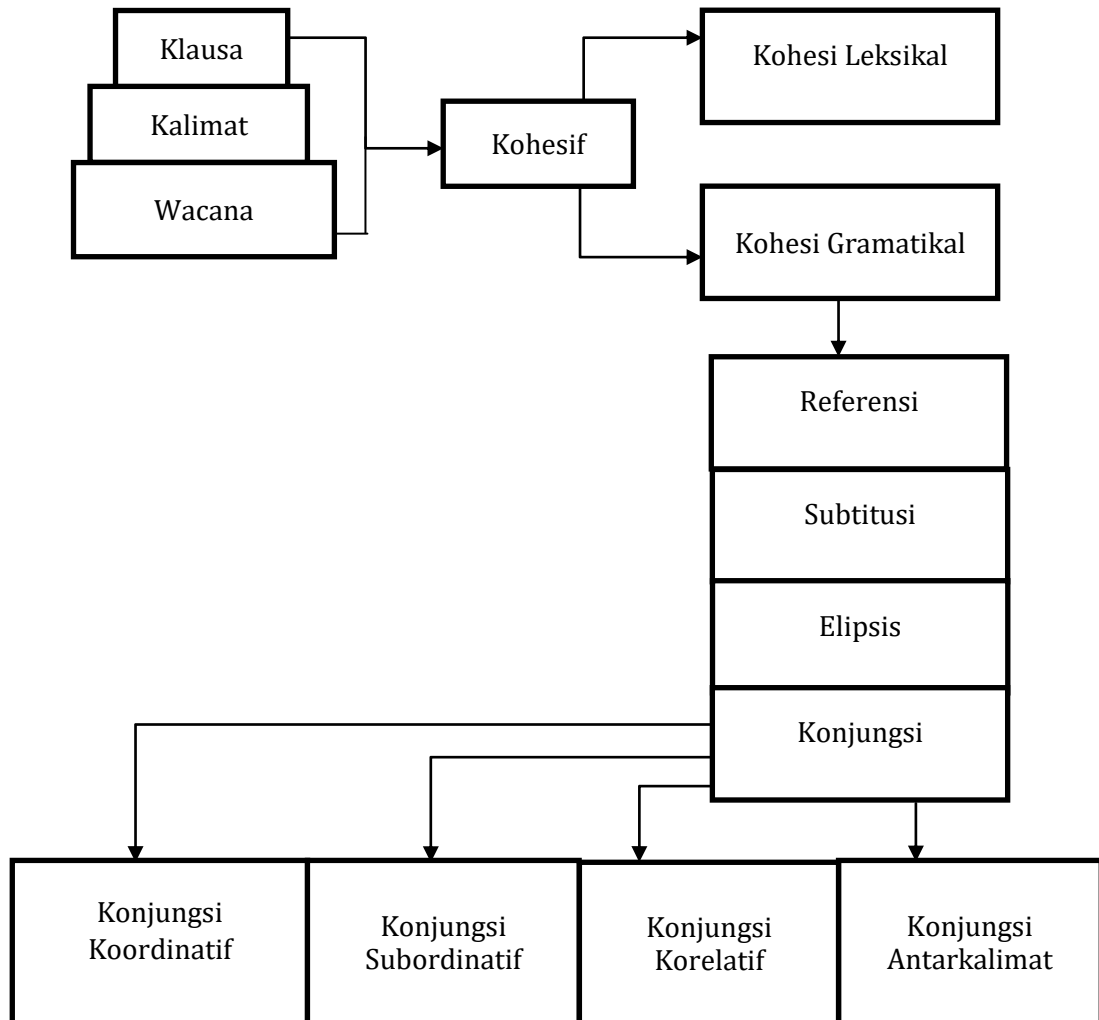 Klausa
Kalimat
Wacana
Kohesif
Kohesi Leksikal
Kohesi Gramatikal
Referensi
Subtitusi
Elipsis
Konjungsi
Konjungsi
Koordinatif
Konjungsi
Subordinatif
Konjungsi
Korelatif
Konjungsi
Antarkalimat